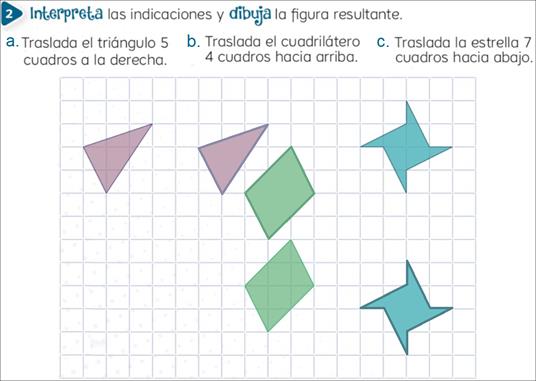 2 Interpreta las indicaciones y dibuja la figura resultante.
a. Traslada el triángulo 5 cuadros a la derecha.
b. Traslada el cuadrilátero 4 cuadros hacia arriba.
c. Traslada la estrella 7 cuadros hacia abajo.